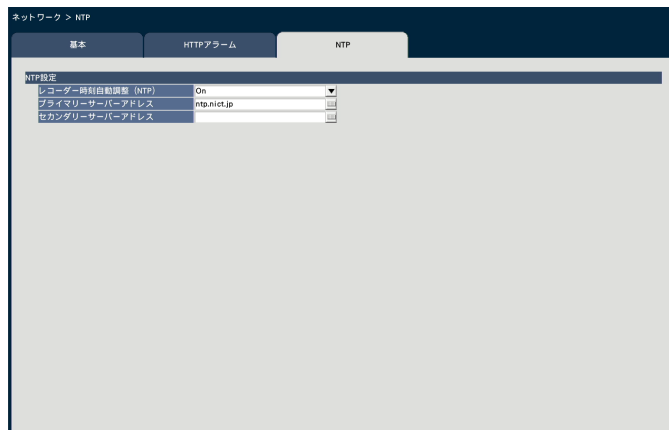 ネットワーク > NTP
基本
HTTPアラーム
NTP
NTP設定
レコーダー時刻自動調整（NTP） On
プライマリーサーバーアドレス ntp.nict.jp
セカンダリーサーバーアドレス